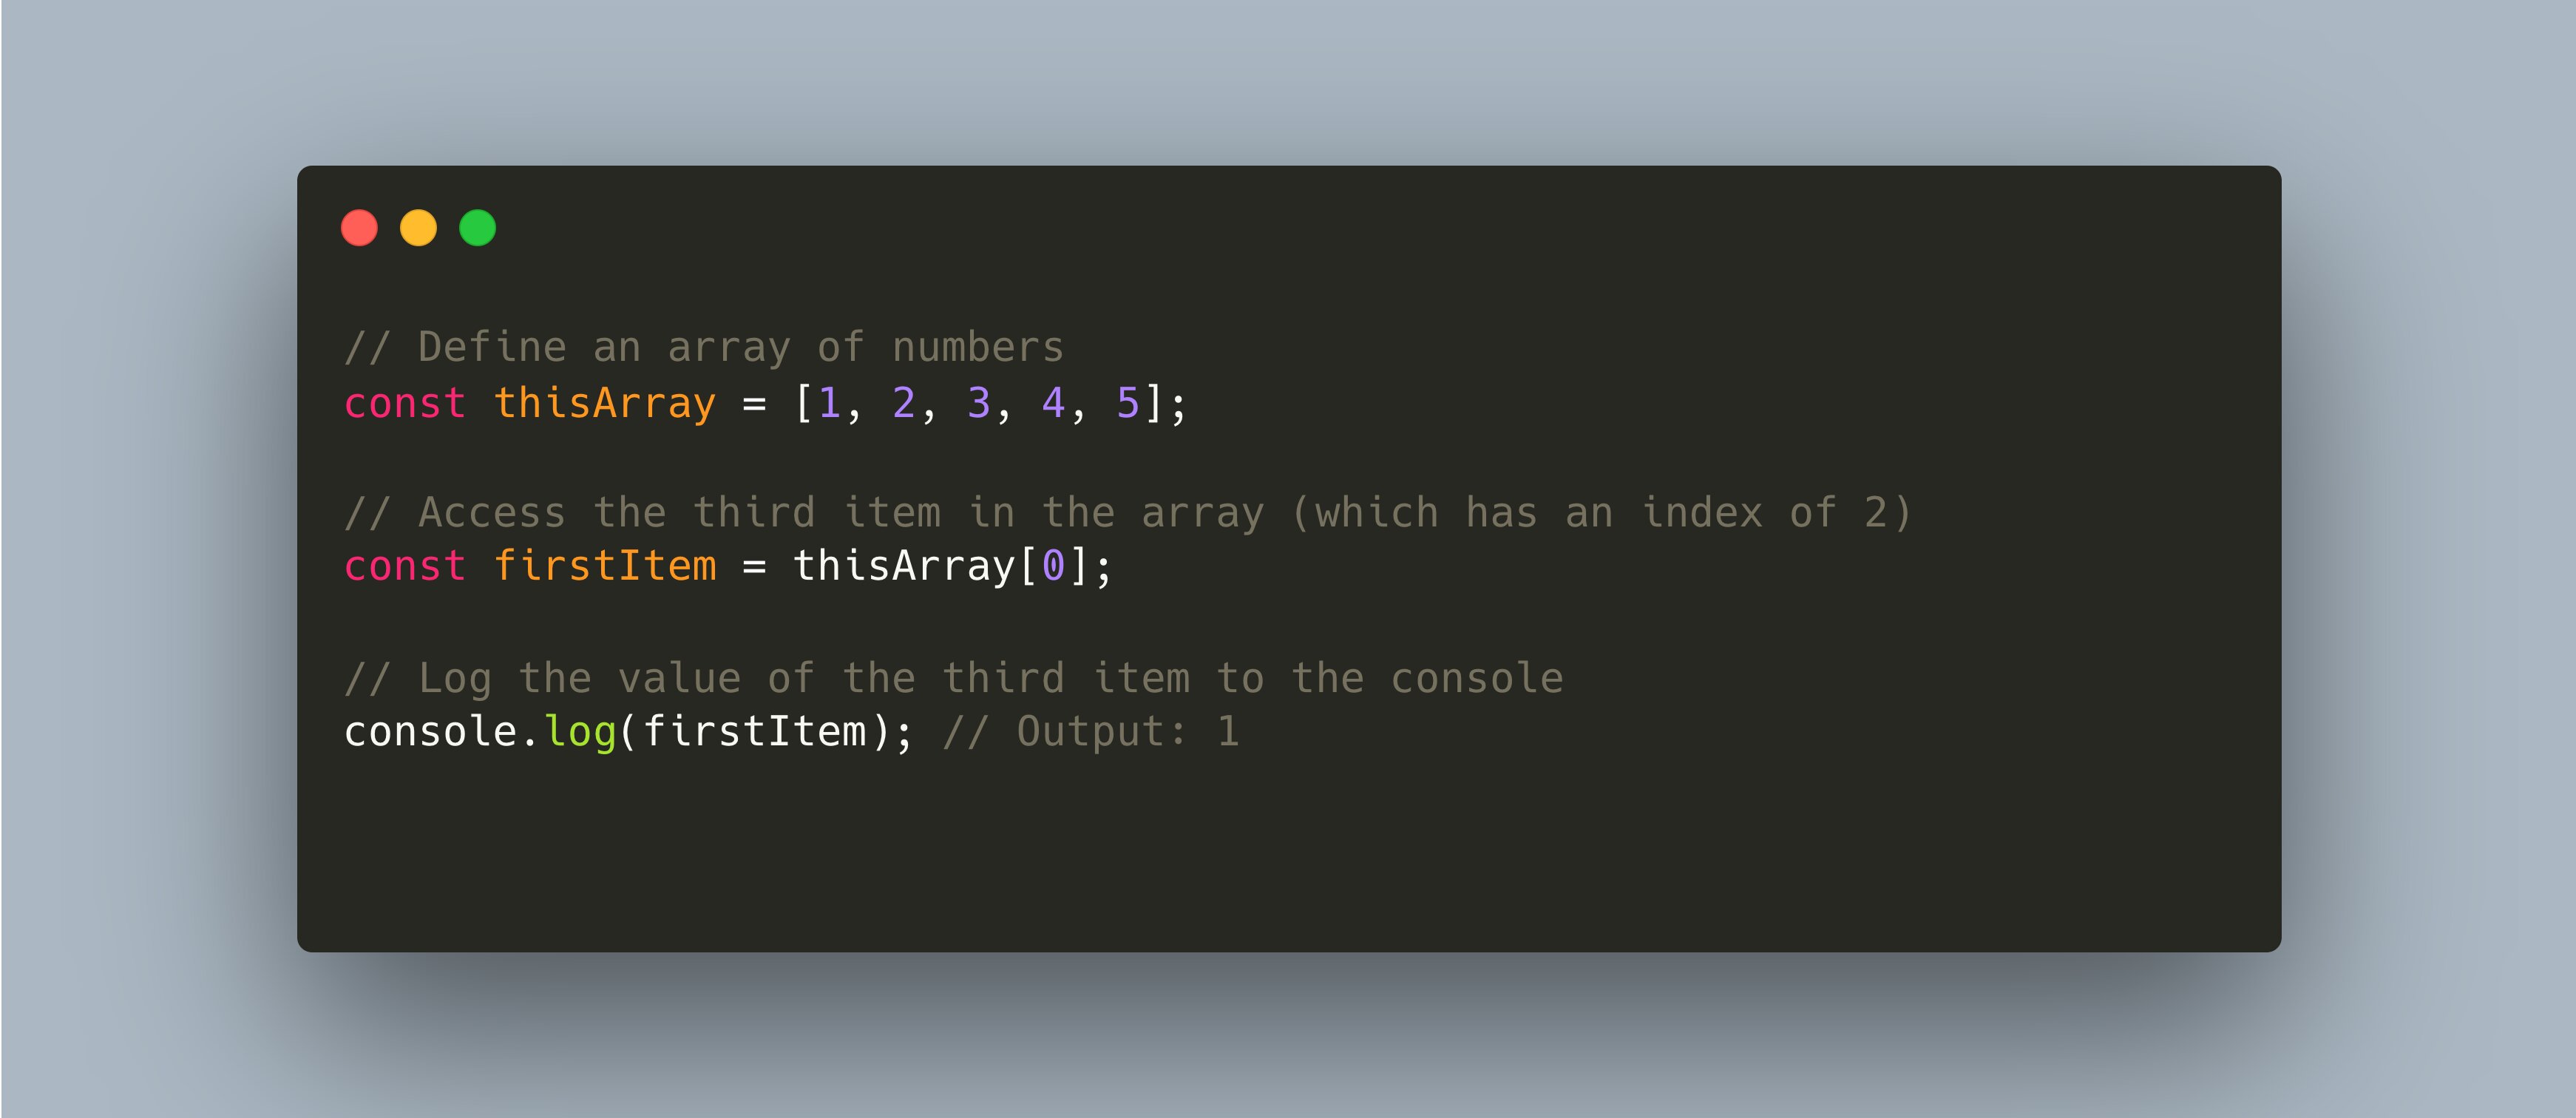 // Define an array of numbers
const thisArray = [1, 2, 3, 4, 5];
// Access the third item in the array (which has an index of 2)
const firstItem = thisArray[0];
// Log the value of the third item to the console
console.log(firstItem); // Output: 1